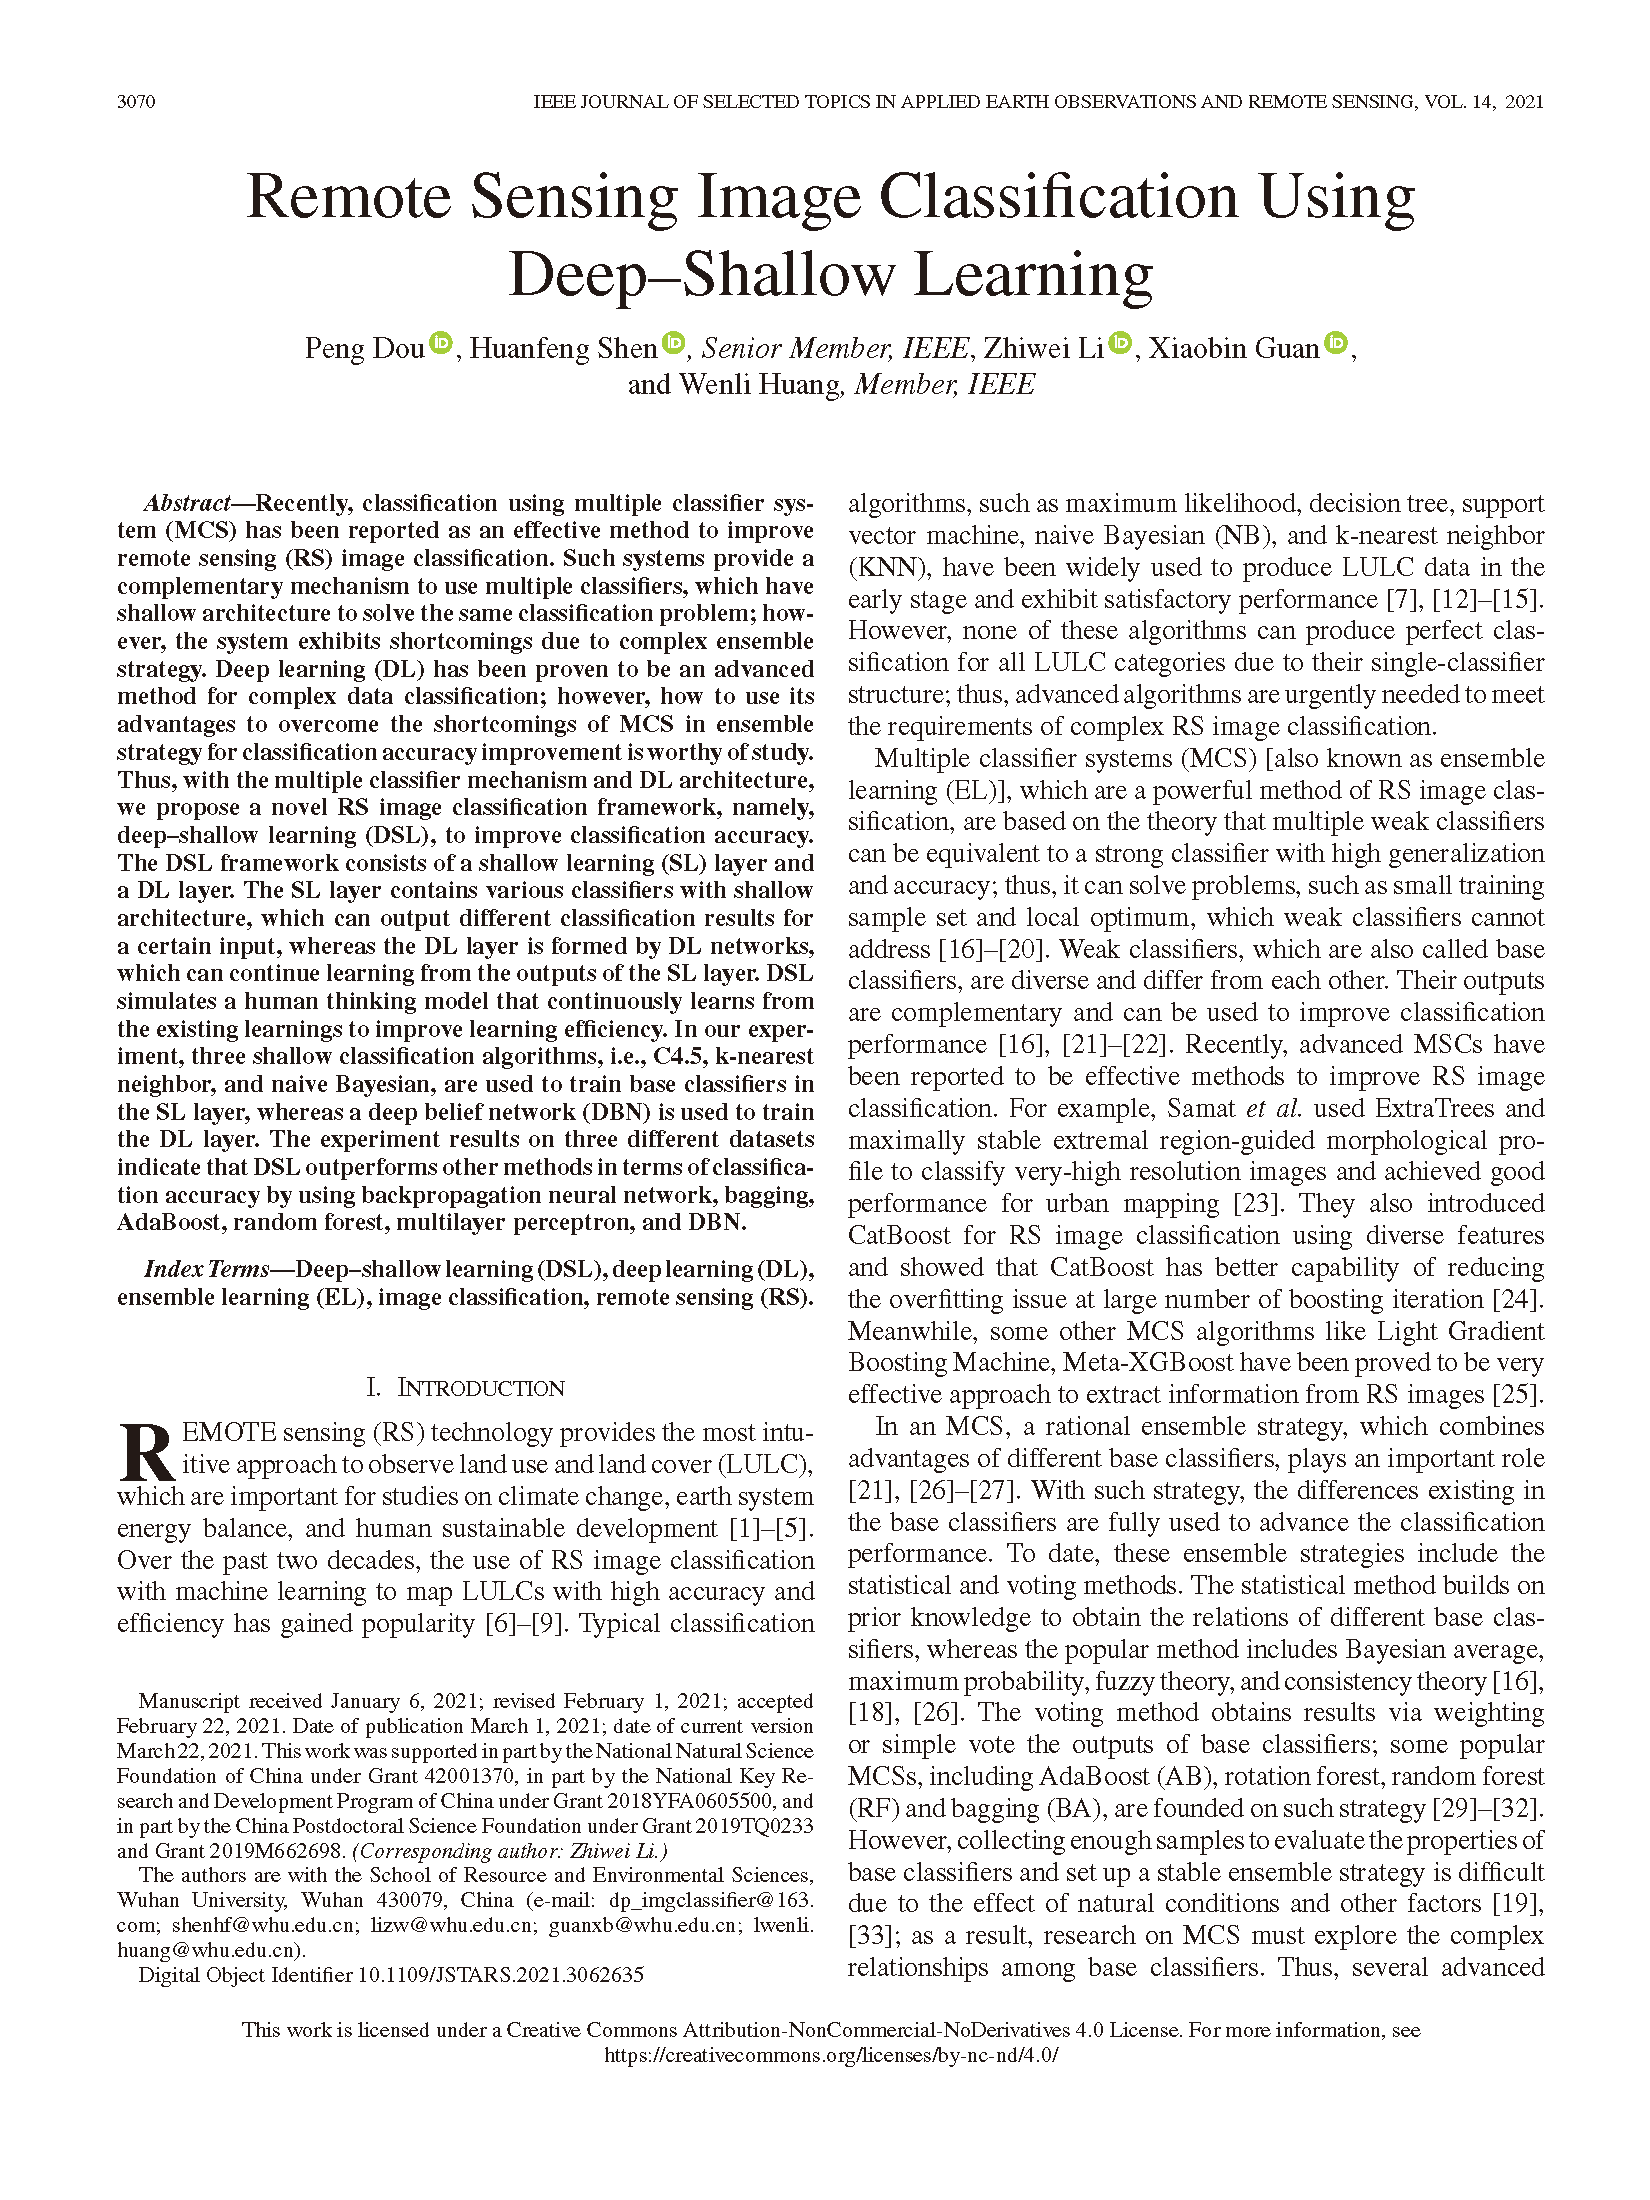 3070
IEEE JOURNAL OF SELECTED TOPICS IN APPLIED EARTH OBSERVATIONS AND REMOTE SENSING, VOL. 14, 2021
Remote Sensing Image Classification Using
Deep–Shallow Learning
Peng Dou iD, Huanfeng Shen iD, Senior Member, IEEE, Zhiwei Li iD, Xiaobin Guan iD,
and Wenli Huang, Member, IEEE
Abstract—Recently, classification using multiple classifier sys-
tem (MCS) has been reported as an effective method to improve
remote sensing (RS) image classification. Such systems provide a
complementary mechanism to use multiple classifiers, which have
shallow architecture to solve the same classification problem; how-
ever, the system exhibits shortcomings due to complex ensemble
strategy. Deep learning (DL) has been proven to be an advanced
method for complex data classification; however, how to use its
advantages to overcome the shortcomings of MCS in ensemble
strategy for classification accuracy improvement is worthy of study.
Thus, with the multiple classifier mechanism and DL architecture,
we propose a novel RS image classification framework, namely,
deep–shallow learning (DSL), to improve classification accuracy.
The DSL framework consists of a shallow learning (SL) layer and
a DL layer. The SL layer contains various classifiers with shallow
architecture, which can output different classification results for
a certain input, whereas the DL layer is formed by DL networks,
which can continue learning from the outputs of the SL layer. DSL
simulates a human thinking model that continuously learns from
the existing learnings to improve learning efficiency. In our exper-
iment, three shallow classification algorithms, i.e., C4.5, k-nearest
neighbor, and naive Bayesian, are used to train base classifiers in
the SL layer, whereas a deep belief network (DBN) is used to train
the DL layer. The experiment results on three different datasets
indicate that DSL outperforms other methods in terms of classifica-
tion accuracy by using backpropagation neural network, bagging,
AdaBoost, random forest, multilayer perceptron, and DBN.
Index Terms—Deep–shallow learning (DSL), deep learning (DL),
ensemble learning (EL), image classification, remote sensing (RS).
I. INTRODUCTION
REMOTE sensing (RS) technology provides the most intu-
itive approach to observe land use and land cover (LULC),
which are important for studies on climate change, earth system
energy balance, and human sustainable development [1]–[5].
Over the past two decades, the use of RS image classification
with machine learning to map LULCs with high accuracy and
efficiency has gained popularity [6]–[9]. Typical classification
Manuscript received January 6, 2021; revised February 1, 2021; accepted
February 22, 2021. Date of publication March 1, 2021; date of current version
March 22, 2021. This work was supported in part by the National Natural Science
Foundation of China under Grant 42001370, in part by the National Key Re-
search and Development Program of China under Grant 2018YFA0605500, and
in part by the China Postdoctoral Science Foundation under Grant 2019TQ0233
and Grant 2019M662698. (Corresponding author: Zhiwei Li.)
The authors are with the School of Resource and Environmental Sciences,
Wuhan University, Wuhan 430079, China (e-mail: dp_imgclassifier@163.
com; shenhf@whu.edu.cn; lizw@whu.edu.cn; guanxb@whu.edu.cn; lwenli.
huang@whu.edu.cn).
Digital Object Identifier 10.1109/JSTARS.2021.3062635
algorithms, such as maximum likelihood, decision tree, support
vector machine, naive Bayesian (NB), and k-nearest neighbor
(KNN), have been widely used to produce LULC data in the
early stage and exhibit satisfactory performance [7], [12]–[15].
However, none of these algorithms can produce perfect clas-
sification for all LULC categories due to their single-classifier
structure; thus, advanced algorithms are urgently needed to meet
the requirements of complex RS image classification.
Multiple classifier systems (MCS) [also known as ensemble
learning (EL)], which are a powerful method of RS image clas-
sification, are based on the theory that multiple weak classifiers
can be equivalent to a strong classifier with high generalization
and accuracy; thus, it can solve problems, such as small training
sample set and local optimum, which weak classifiers cannot
address [16]–[20]. Weak classifiers, which are also called base
classifiers, are diverse and differ from each other. Their outputs
are complementary and can be used to improve classification
performance [16], [21]–[22]. Recently, advanced MSCs have
been reported to be effective methods to improve RS image
classification. For example, Samat et al. used ExtraTrees and
maximally stable extremal region-guided morphological pro-
file to classify very-high resolution images and achieved good
performance for urban mapping [23]. They also introduced
CatBoost for RS image classification using diverse features
and showed that CatBoost has better capability of reducing
the overfitting issue at large number of boosting iteration [24].
Meanwhile, some other MCS algorithms like Light Gradient
Boosting Machine, Meta-XGBoost have been proved to be very
effective approach to extract information from RS images [25].
In an MCS, a rational ensemble strategy, which combines
advantages of different base classifiers, plays an important role
[21], [26]–[27]. With such strategy, the differences existing in
the base classifiers are fully used to advance the classification
performance. To date, these ensemble strategies include the
statistical and voting methods. The statistical method builds on
prior knowledge to obtain the relations of different base clas-
sifiers, whereas the popular method includes Bayesian average,
maximum probability, fuzzy theory, and consistency theory [16],
[18], [26]. The voting method obtains results via weighting
or simple vote the outputs of base classifiers; some popular
MCSs, including AdaBoost (AB), rotation forest, random forest
(RF) and bagging (BA), are founded on such strategy [29]–[32].
However, collecting enough samples to evaluate the properties of
base classifiers and set up a stable ensemble strategy is difficult
due to the effect of natural conditions and other factors [19],
[33]; as a result, research on MCS must explore the complex
relationships among base classifiers. Thus, several advanced
This work is licensed under a Creative Commons Attribution-NonCommercial-NoDerivatives 4.0 License. For more information, see
https://creativecommons.org/licenses/by-nc-nd/4.0/